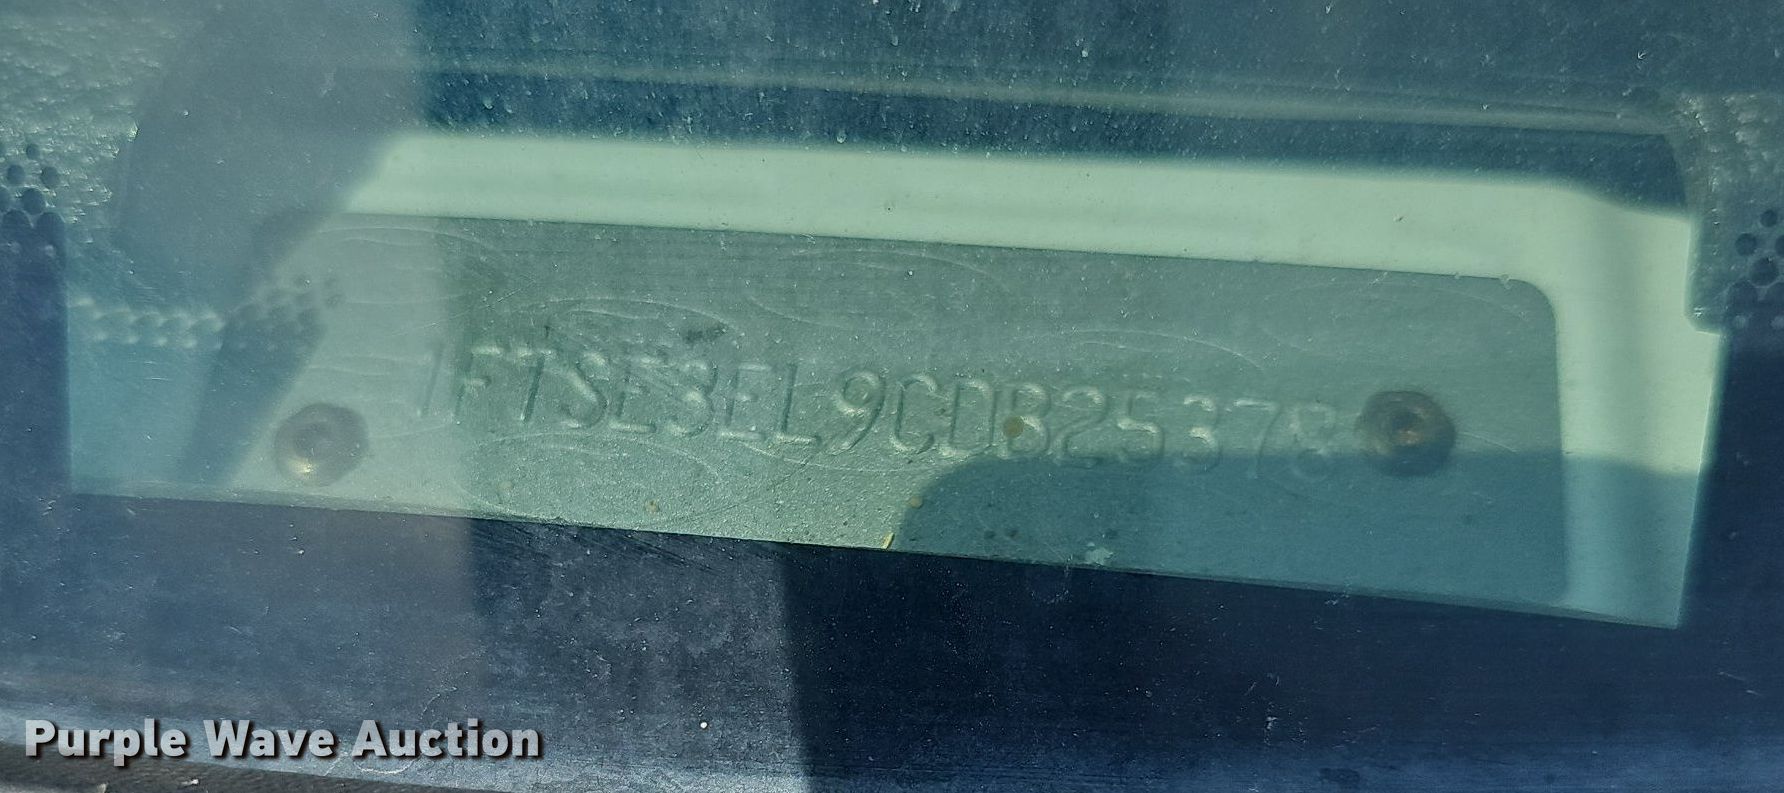 1FTSE3EL9CDB25378
Purple Wave Auction